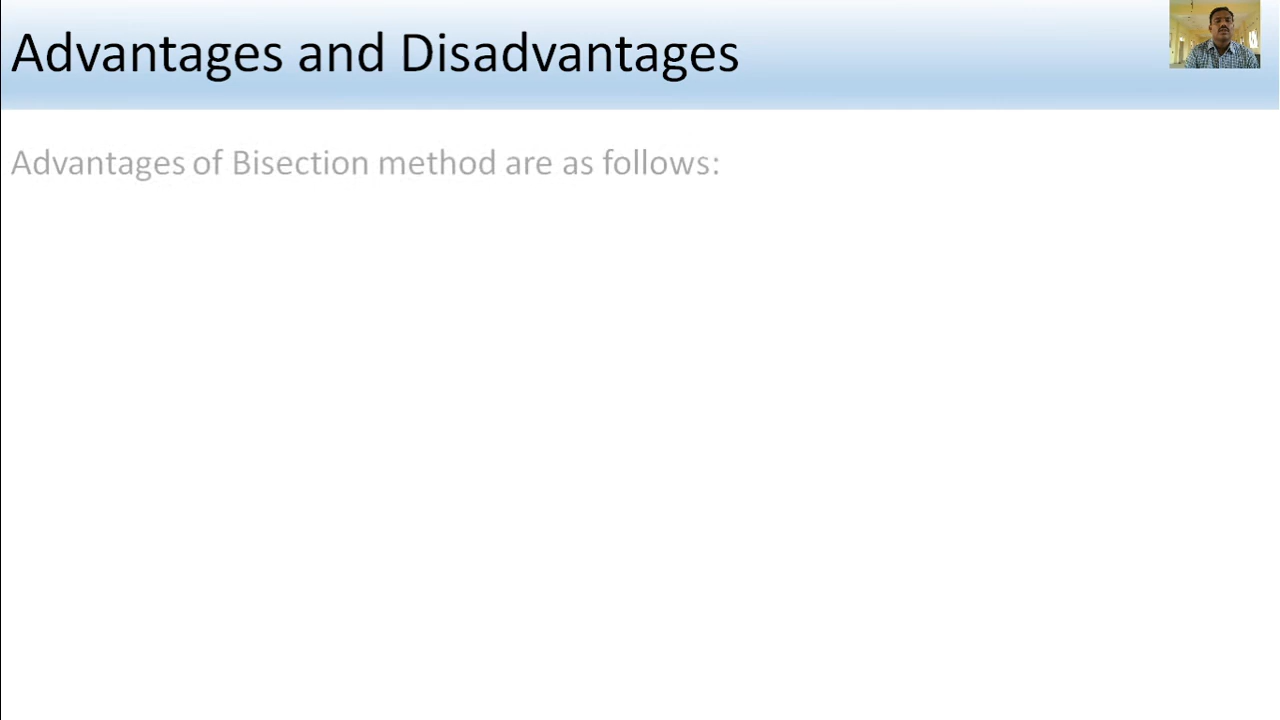 Advantages and Disadvantages
Advantages of Bisection method are as follows: